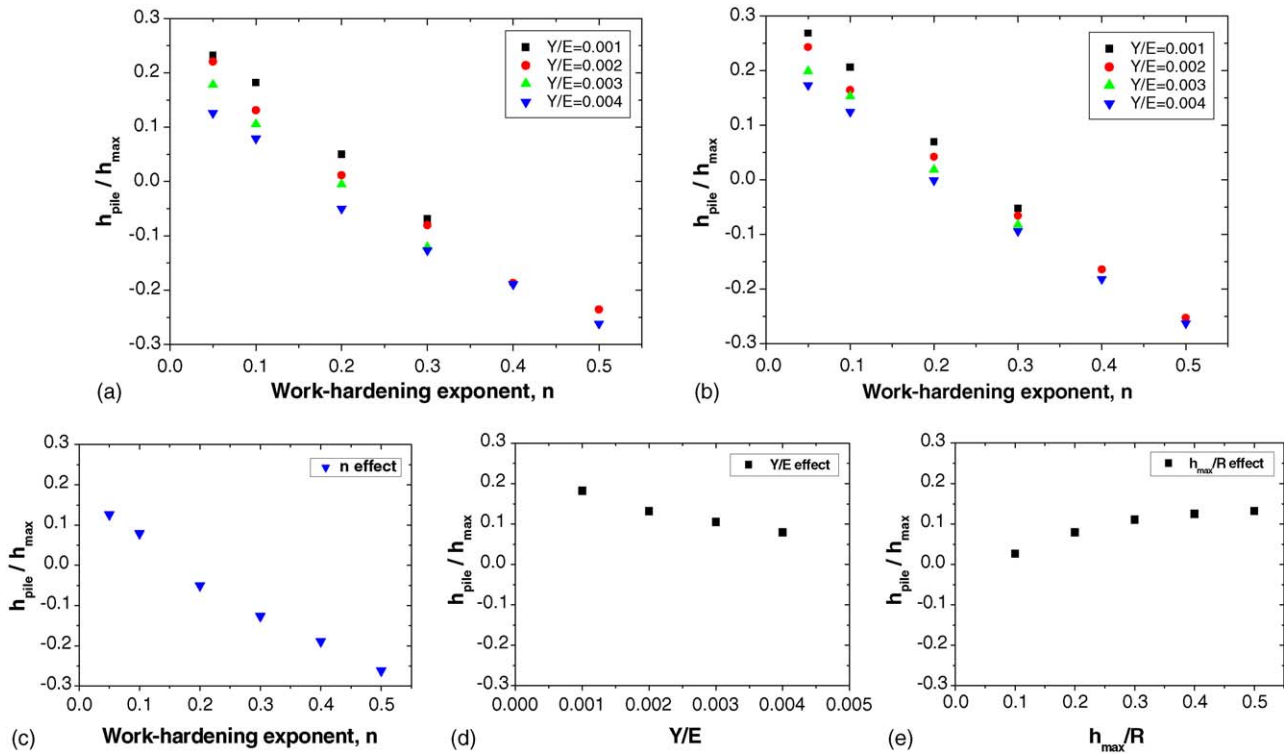 0.3
0.2
0.1
0.0
-0.1
-0.2
-0.3
h_pile / h_max
Y/E=0.001
Y/E=0.002
Y/E=0.003
Y/E=0.004
0.0 0.1 0.2 0.3 0.4 0.5
(a) Work-hardening exponent, n
0.3
0.2
0.1
0.0
-0.1
-0.2
-0.3
h_pile / h_max
Y/E=0.001
Y/E=0.002
Y/E=0.003
Y/E=0.004
0.0 0.1 0.2 0.3 0.4 0.5
(b) Work-hardening exponent, n
0.3
0.2
0.1
0.0
-0.1
-0.2
-0.3
h_pile / h_max
n effect
0.0 0.1 0.2 0.3 0.4 0.5
(c) Work-hardening exponent, n
0.3
0.2
0.1
0.0
-0.1
-0.2
-0.3
h_pile / h_max
Y/E effect
0.000 0.001 0.002 0.003 0.004 0.005
(d) Y/E
0.3
0.2
0.1
0.0
-0.1
-0.2
-0.3
h_pile / h_max
h_max/R effect
0.0 0.1 0.2 0.3 0.4 0.5
(e) h_max/R